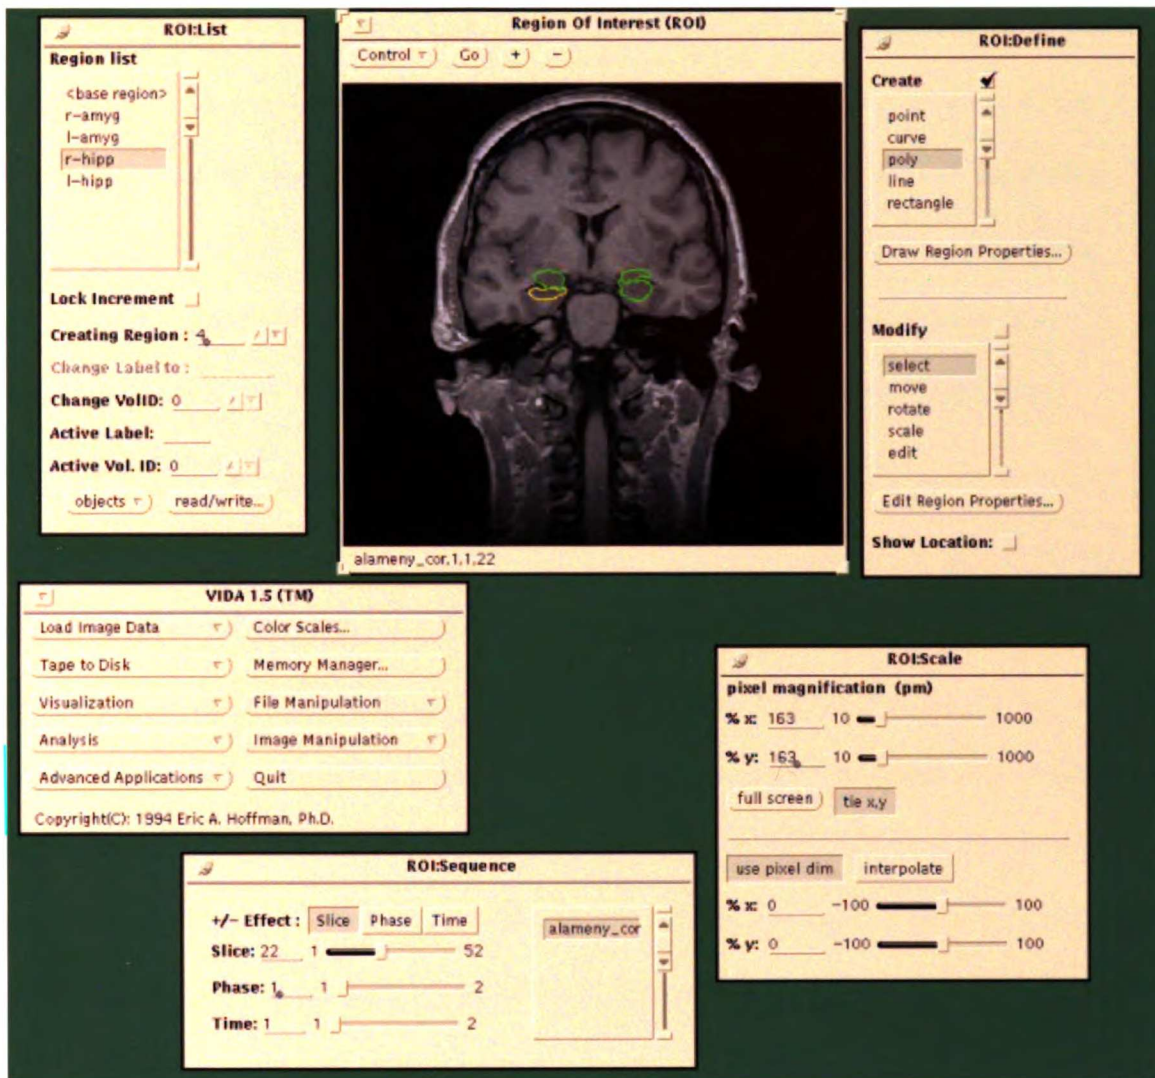 ROI:List
Region list
<base region>
r-amyg
l-amyg
r-hipp
l-hipp
Lock Increment
Creating Region : 4
Change Label to :
Change VolID: 0
Active Label:
Active Vol. ID: 0
objects read/write...
Region Of Interest (ROI)
Control Go + −
alameny_cor,1,1,22
ROI:Define
Create
point
curve
poly
line
rectangle
Draw Region Properties...
Modify
select
move
rotate
scale
edit
Edit Region Properties...
Show Location:
VIDA 1.5 (TM)
Load Image Data Color Scales...
Tape to Disk Memory Manager...
Visualization File Manipulation
Analysis Image Manipulation
Advanced Applications Quit
Copyright(C): 1994 Eric A. Hoffman, Ph.D.
ROI:Scale
pixel magnification (pm)
% x: 163 10 1000
% y: 163 10 1000
full screen tie x,y
use pixel dim interpolate
% x: 0 −100 100
% y: 0 −100 100
ROI:Sequence
+/− Effect : Slice Phase Time
alameny_cor
Slice: 22 1 52
Phase: 1 1 2
Time: 1 1 2